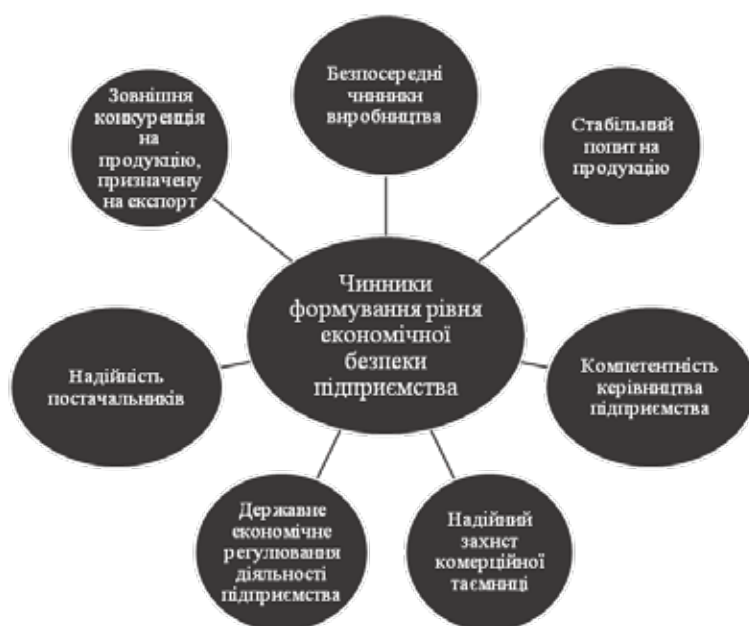 Безпосередні
чинники
виробництва
Зовнішня
конкуренція
на
продукцію,
призначену
на експорт
Стабільний
попит на
продукцію
Чинники
формування рівня
економічної
безпеки
підприємства
Надійність
постачальників
Компетентність
керівництва
підприємства
Державне
економічне
регулювання
діяльності
підприємства
Надійний
захист
комерційної
таємниці